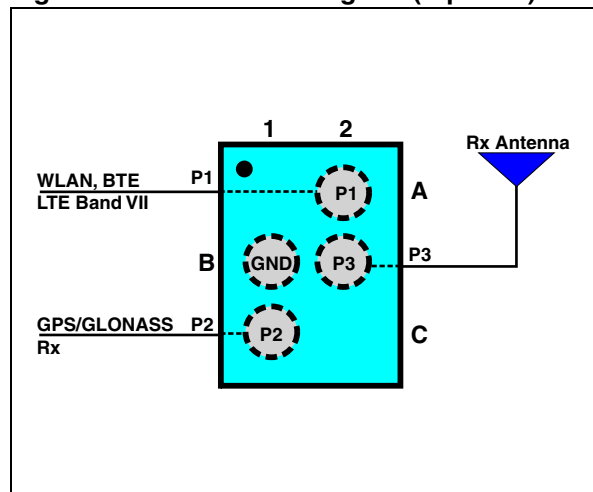 1 2
Rx Antenna
WLAN, BTE P1
LTE Band VII
P1
A
B
GND
P3
P3
GPS/GLONASS P2
Rx
P2
C